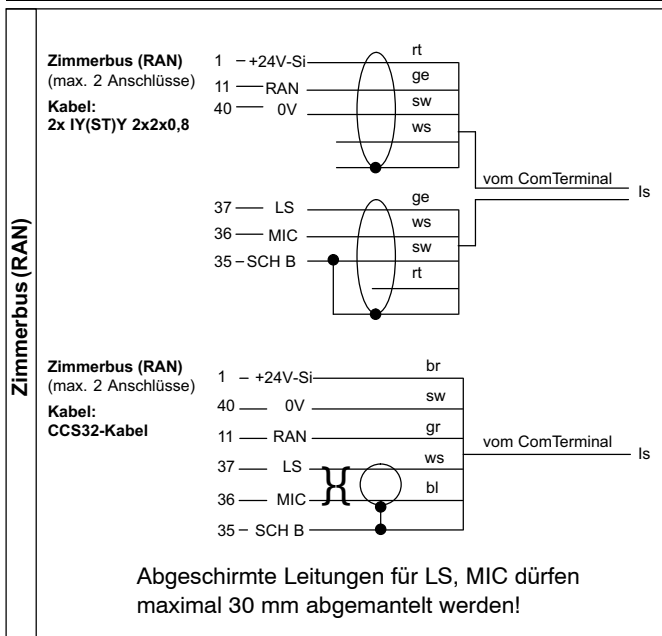 Zimmerbus (RAN)
Zimmerbus (RAN)
(max. 2 Anschlüsse)
Kabel:
2x IY(ST)Y 2x2x0,8
1 +24V-Si rt
11 RAN ge
40 0V sw
ws
vom ComTerminal ls
37 LS ge
36 MIC ws
35 SCH B sw
rt
Zimmerbus (RAN)
(max. 2 Anschlüsse)
Kabel:
CCS32-Kabel
1 +24V-Si br
40 0V sw
11 RAN gr
vom ComTerminal ls
37 LS ws
36 MIC bl
35 SCH B
Abgeschirmte Leitungen für LS, MIC dürfen
maximal 30 mm abgemantelt werden!